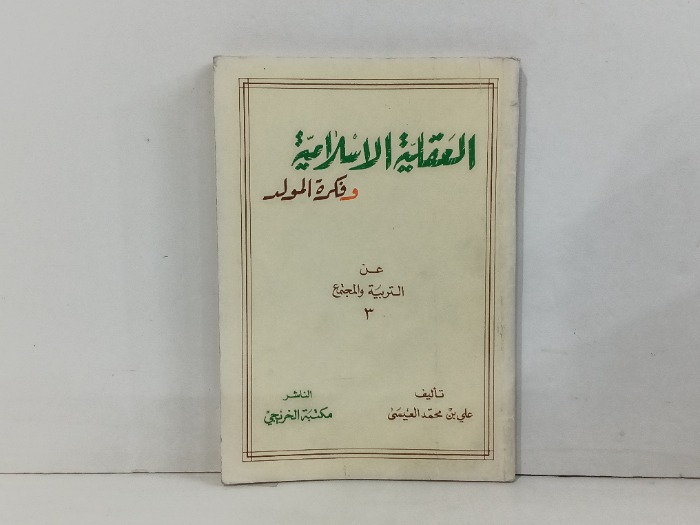 العقلية الإسلامية
وفكرة المولد
عن
التربية والمجتمع
٣
تأليف
علي بن محمد العيسى
الناشر
مكتبة الخريجي